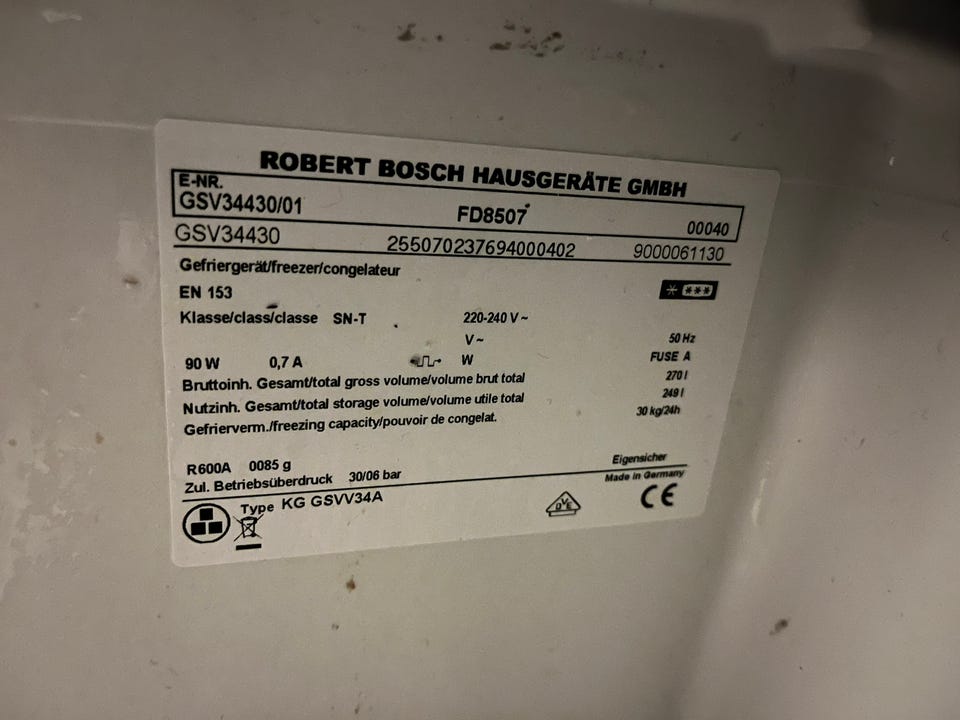 ROBERT BOSCH HAUSGERÄTE GMBH
E-NR.
GSV34430/01 FD8507 00040
GSV34430 255070237694000402 9000061130
Gefriergerät/freezer/congelateur
EN 153 * ***
Klasse/class/classe SN-T 220-240 V ~
V ~ 50 Hz
90 W 0,7 A W FUSE A
Bruttoinh. Gesamt/total gross volume/volume brut total 270 l
Nutzinh. Gesamt/total storage volume/volume utile total 249 l
Gefrierverm./freezing capacity/pouvoir de congelat. 30 kg/24h
R600A 0085 g Eigensicher
Zul. Betriebsüberdruck 30/06 bar Made in Germany
Type KG GSVV34A DVE CE